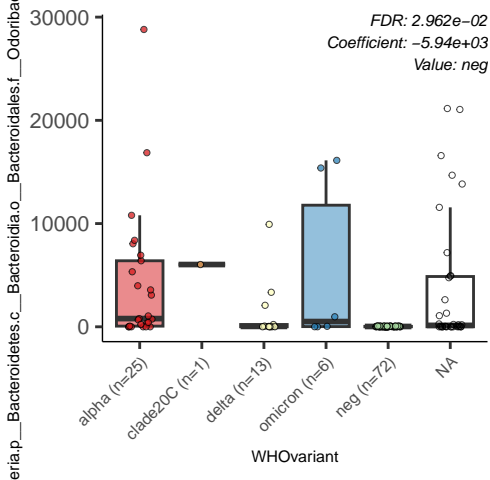 FDR: 2.962e−02
Coefficient: −5.94e+03
Value: neg
30000
20000
10000
0
eria.p__Bacteroidetes.c__Bacteroidia.o__Bacteroidales.f__Odoribac
alpha (n=25)
clade20C (n=1)
delta (n=13)
omicron (n=6)
neg (n=72)
NA
WHOvariant